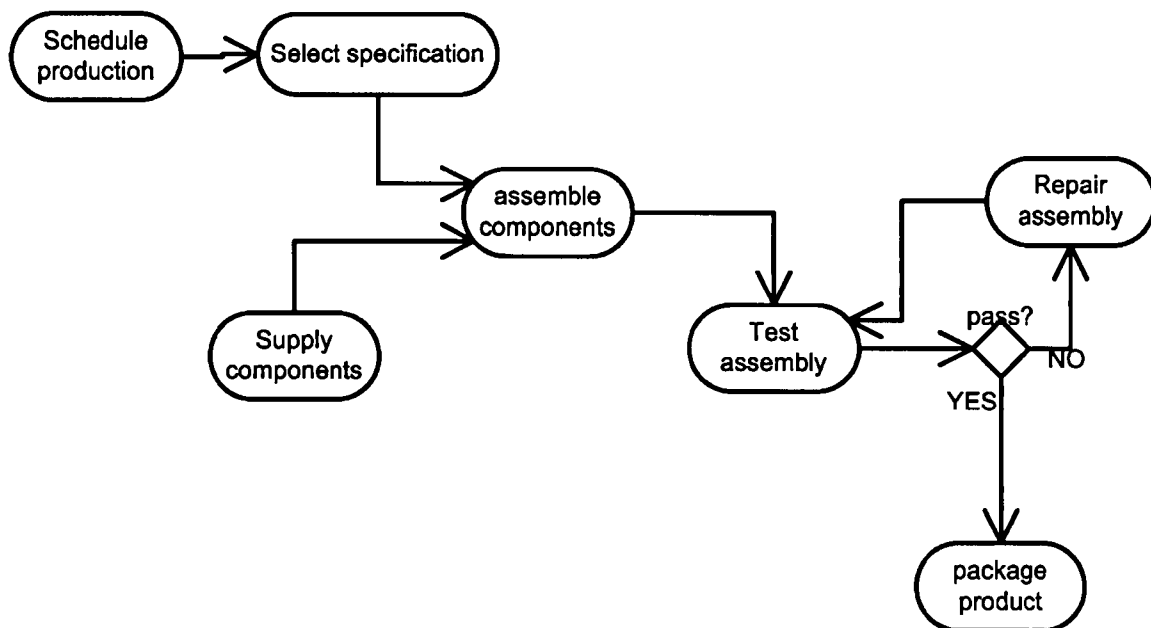 Schedule
production
Select specification
assemble
components
Supply
components
Repair
assembly
Test
assembly
pass?
NO
YES
package
product